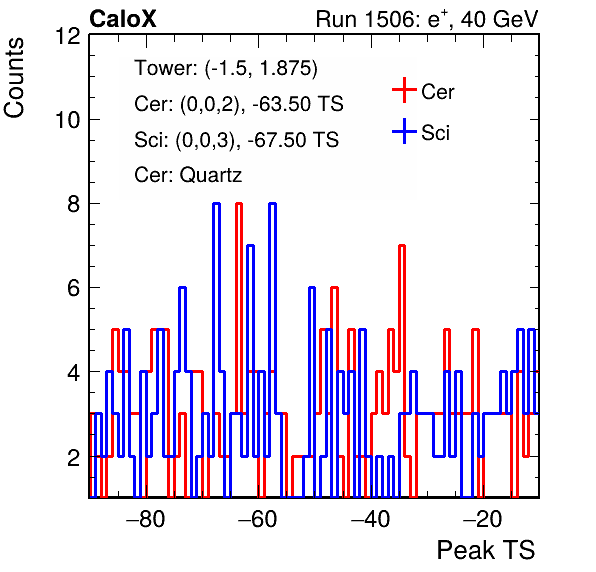 CaloX
Run 1506: e+, 40 GeV
Counts
12
10
8
6
4
2
Tower: (-1.5, 1.875)
Cer: (0,0,2), -63.50 TS
Sci: (0,0,3), -67.50 TS
Cer: Quartz
Cer
Sci
−80
−60
−40
−20
Peak TS